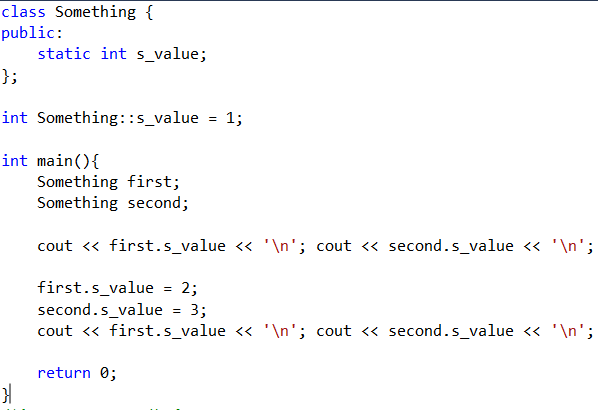 class Something {
public:
    static int s_value;
};

int Something::s_value = 1;

int main(){
    Something first;
    Something second;

    cout << first.s_value << '\n'; cout << second.s_value << '\n';

    first.s_value = 2;
    second.s_value = 3;
    cout << first.s_value << '\n'; cout << second.s_value << '\n';

    return 0;
}